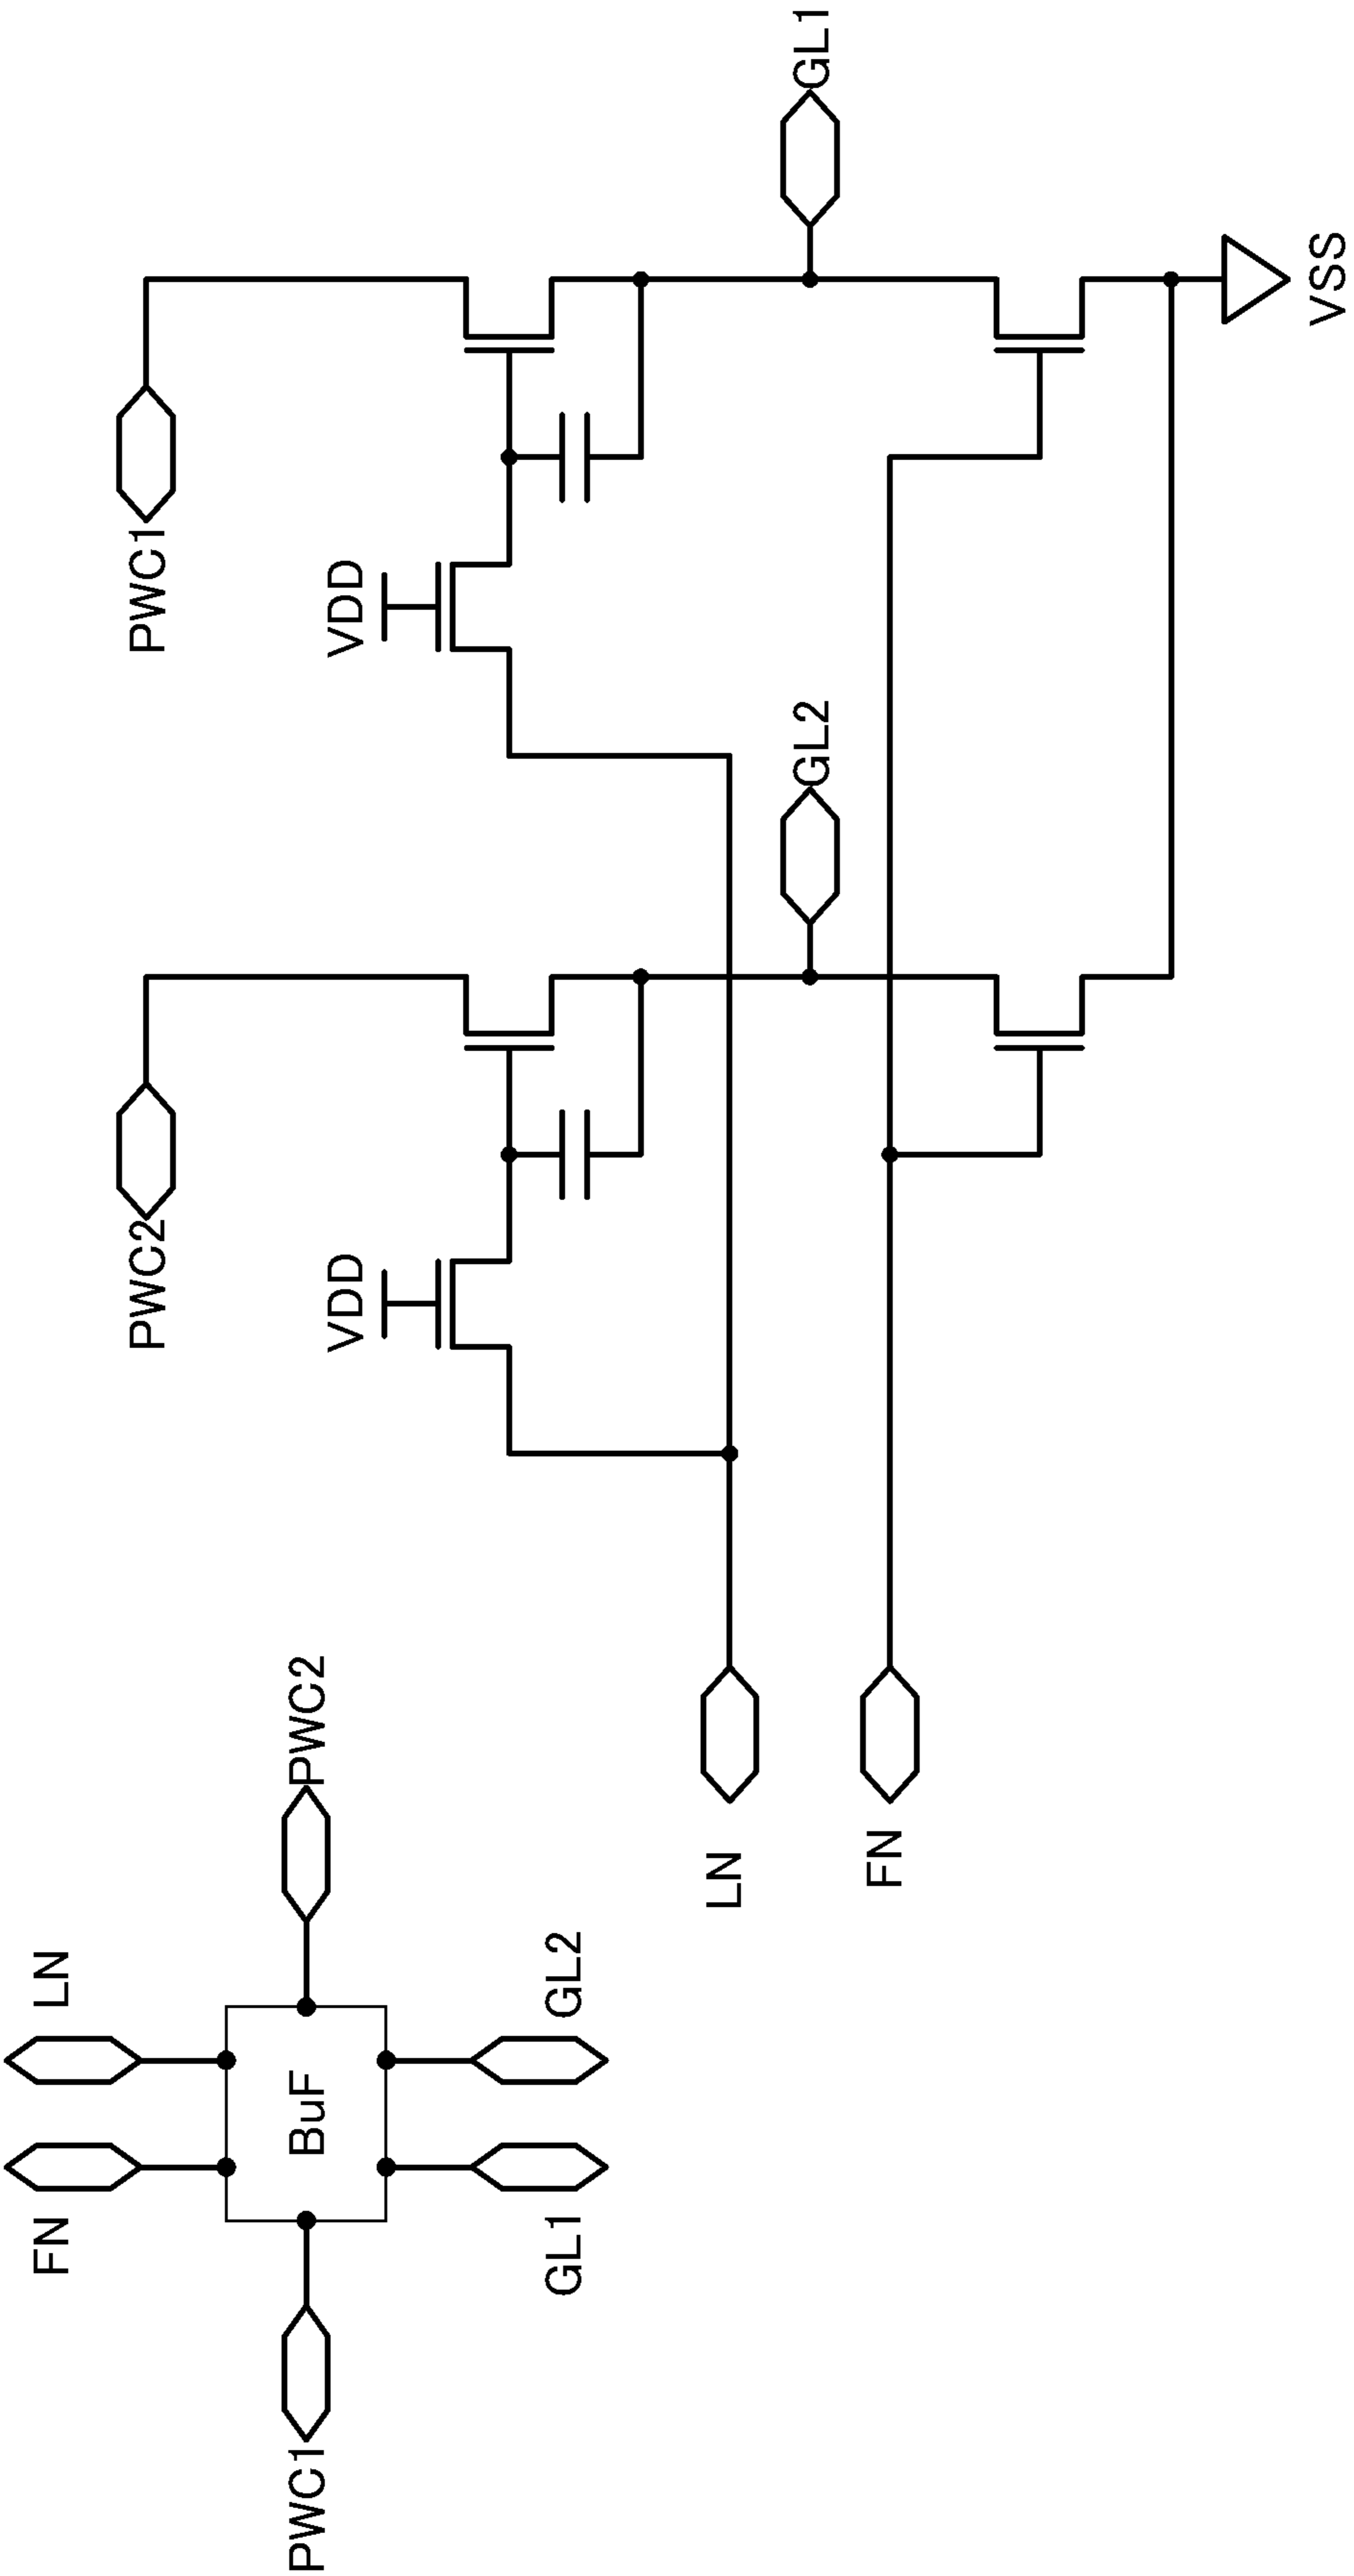 FN
LN
PWC1
BuF
PWC2
GL1
GL2
PWC2
PWC1
VDD
VDD
LN
GL2
GL1
FN
VSS